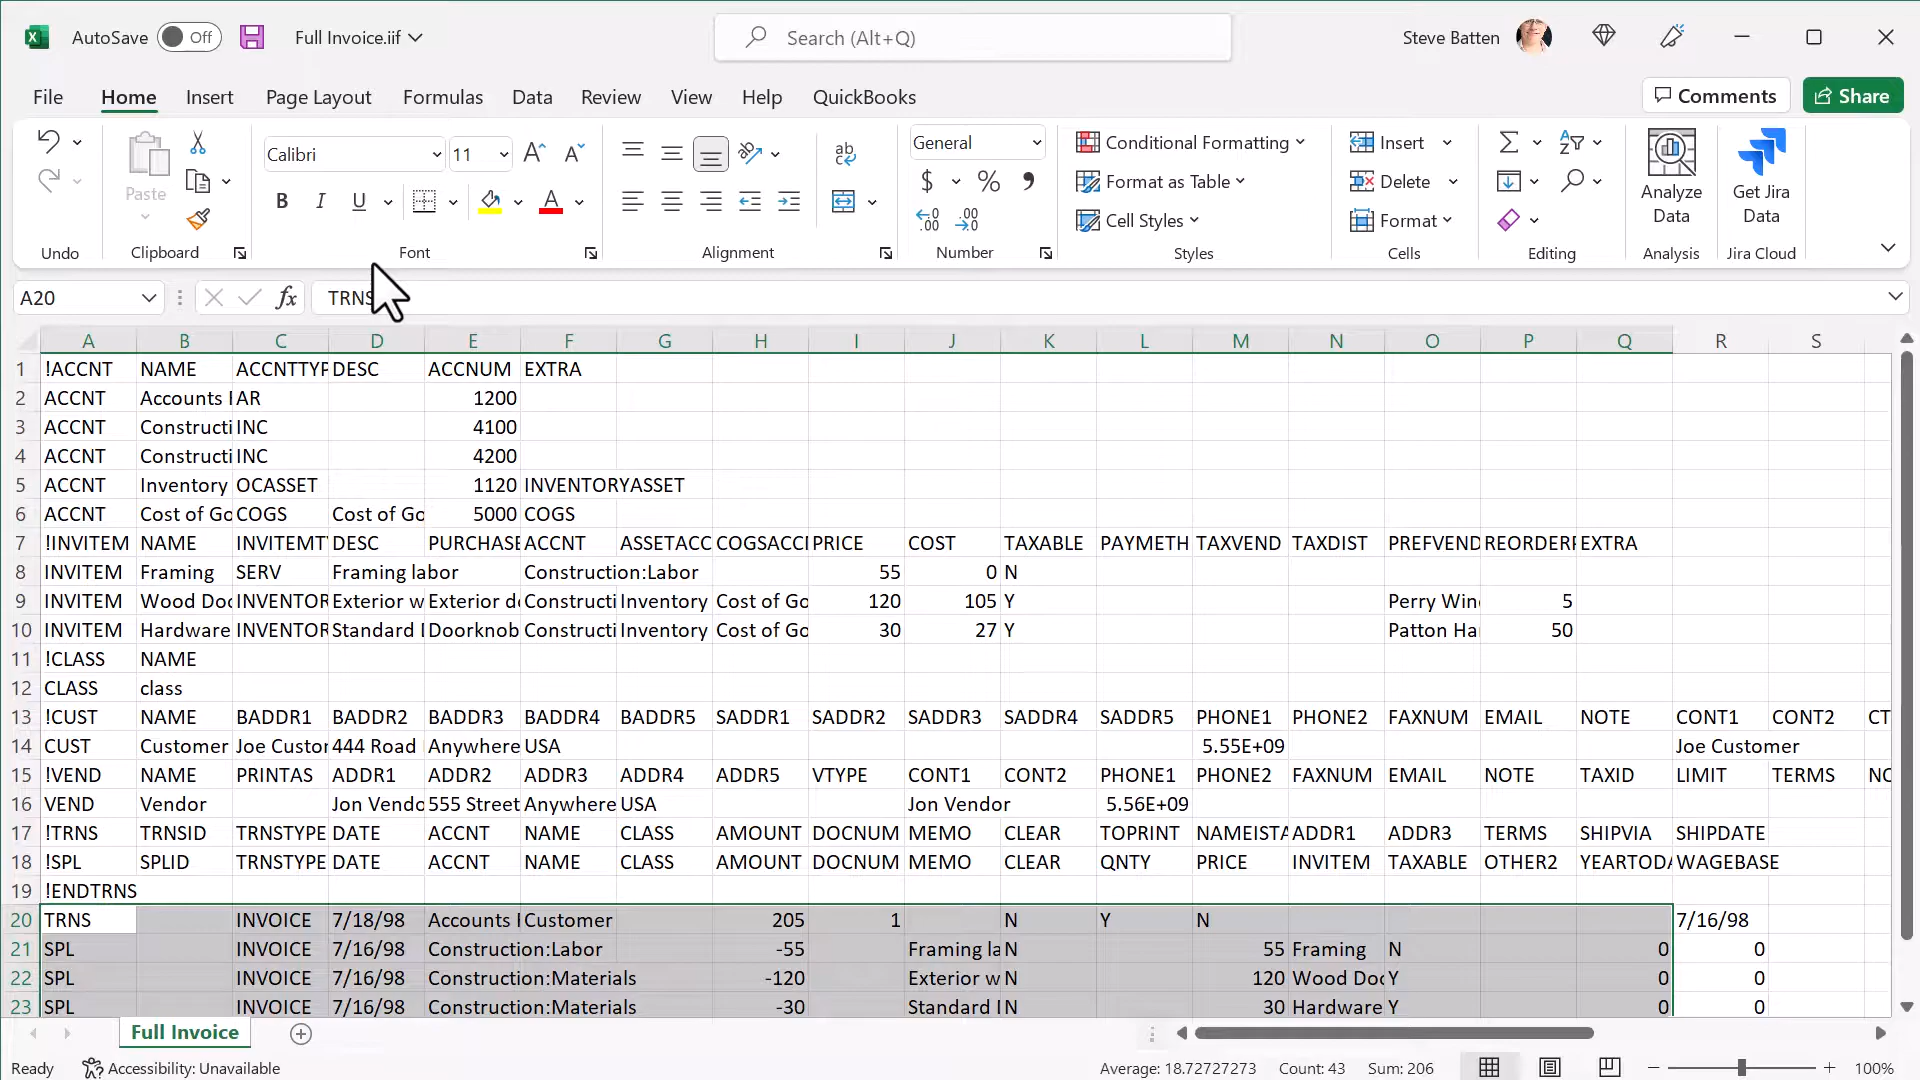 AutoSave Off Full Invoice.iif Search (Alt+Q) Steve Batten
File Home Insert Page Layout Formulas Data Review View Help QuickBooks Comments Share
Paste
Undo Clipboard
Calibri 11
B I U A
Font
ab
Alignment
General
$ % 9
.00
Number
Conditional Formatting
Format as Table
Cell Styles
Styles
Insert
Delete
Format
Cells
Editing
Analyze Data
Analysis
Get Jira Data
Jira Cloud
A20 fx TRNS
A B C D E F G H I J K L M N O P Q R S
1 !ACCNT NAME ACCNTTYP DESC ACCNUM EXTRA
2 ACCNT Accounts AR 1200
3 ACCNT Constructi INC 4100
4 ACCNT Constructi INC 4200
5 ACCNT Inventory OCASSET 1120 INVENTORYASSET
6 ACCNT Cost of Go COGS Cost of Go 5000 COGS
7 !INVITEM NAME INVITEMTY DESC PURCHASE ACCNT ASSETACC COGSACC PRICE COST TAXABLE PAYMETH TAXVEND TAXDIST PREFVEND REORDERP EXTRA
8 INVITEM Framing SERV Framing labor Construction:Labor 55 0 N
9 INVITEM Wood Doo INVENTOR Exterior w Exterior do Constructi Inventory Cost of Go 120 105 Y Perry Win 5
10 INVITEM Hardware INVENTOR Standard Doorknob Constructi Inventory Cost of Go 30 27 Y Patton Ha 50
11 !CLASS NAME
12 CLASS class
13 !CUST NAME BADDR1 BADDR2 BADDR3 BADDR4 BADDR5 SADDR1 SADDR2 SADDR3 SADDR4 SADDR5 PHONE1 PHONE2 FAXNUM EMAIL NOTE CONT1 CONT2 CT
14 CUST Customer Joe Custor 444 Road Anywhere USA 5.55E+09 Joe Customer
15 !VEND NAME PRINTAS ADDR1 ADDR2 ADDR3 ADDR4 ADDR5 VTYPE CONT1 CONT2 PHONE1 PHONE2 FAXNUM EMAIL NOTE TAXID LIMIT TERMS NO
16 VEND Vendor Jon Vendo 555 Street Anywhere USA Jon Vendor 5.56E+09
17 !TRNS TRNSID TRNSTYPE DATE ACCNT NAME CLASS AMOUNT DOCNUM MEMO CLEAR TOPRINT NAMEISTA ADDR1 ADDR3 TERMS SHIPVIA SHIPDATE
18 !SPL SPLID TRNSTYPE DATE ACCNT NAME CLASS AMOUNT DOCNUM MEMO CLEAR QNTY PRICE INVITEM TAXABLE OTHER2 YEARTODA WAGEBASE
19 !ENDTRNS
20 TRNS INVOICE 7/18/98 Accounts Customer 205 1 N Y N 7/16/98
21 SPL INVOICE 7/16/98 Construction:Labor -55 Framing la N 55 Framing N 0 0
22 SPL INVOICE 7/16/98 Construction:Materials -120 Exterior w N 120 Wood Doo Y 0 0
23 SPL INVOICE 7/16/98 Construction:Materials -30 Standard N 30 Hardware Y 0 0
Full Invoice
Ready Accessibility: Unavailable Average: 18.72727273 Count: 43 Sum: 206 100%